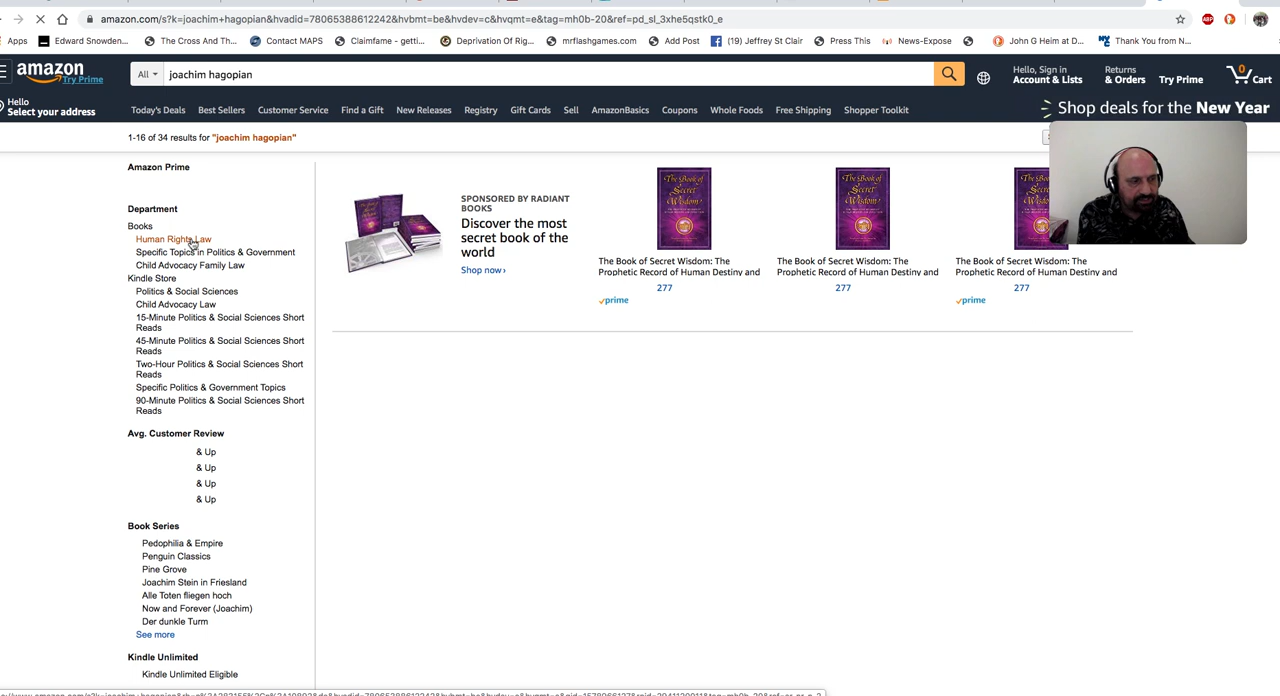 amazon.com/s?k=joachim+hagopian&hvadid=78065388612242&hvbmt=be&hvdev=c&hvqmt=e&tag=mh0b-20&ref=pd_sl_3xhe5qstk0_e
ABP
Apps Edward Snowden... The Cross And Th... Contact MAPS Claimfame - getti... Deprivation Of Rig... mrflashgames.com Add Post (19) Jeffrey St Clair Press This News-Expose John G Heim at D... Thank You from N...
amazon
Try Prime
All
joachim hagopian
Hello, Sign in
Account & Lists
Returns
& Orders
Try Prime
0
Cart
Hello
Select your address
Today's Deals Best Sellers Customer Service Find a Gift New Releases Registry Gift Cards Sell AmazonBasics Coupons Whole Foods Free Shipping Shopper Toolkit
Shop deals for the New Year
1-16 of 34 results for "joachim hagopian"
Amazon Prime
Department
Books
Human Rights Law
Specific Topics in Politics & Government
Child Advocacy Family Law
Kindle Store
Politics & Social Sciences
Child Advocacy Law
15-Minute Politics & Social Sciences Short
Reads
45-Minute Politics & Social Sciences Short
Reads
Two-Hour Politics & Social Sciences Short
Reads
Specific Politics & Government Topics
90-Minute Politics & Social Sciences Short
Reads
Avg. Customer Review
& Up
& Up
& Up
& Up
Book Series
Pedophilia & Empire
Penguin Classics
Pine Grove
Joachim Stein in Friesland
Alle Toten fliegen hoch
Now and Forever (Joachim)
Der dunkle Turm
See more
Kindle Unlimited
Kindle Unlimited Eligible
SPONSORED BY RADIANT
BOOKS
Discover the most
secret book of the
world
Shop now ›
The Book of
Secret
Wisdom
The Book of Secret Wisdom: The
Prophetic Record of Human Destiny and
277
prime
The Book of
Secret
Wisdom
The Book of Secret Wisdom: The
Prophetic Record of Human Destiny and
277
The Book of Secret Wisdom: The
Prophetic Record of Human Destiny and
277
prime